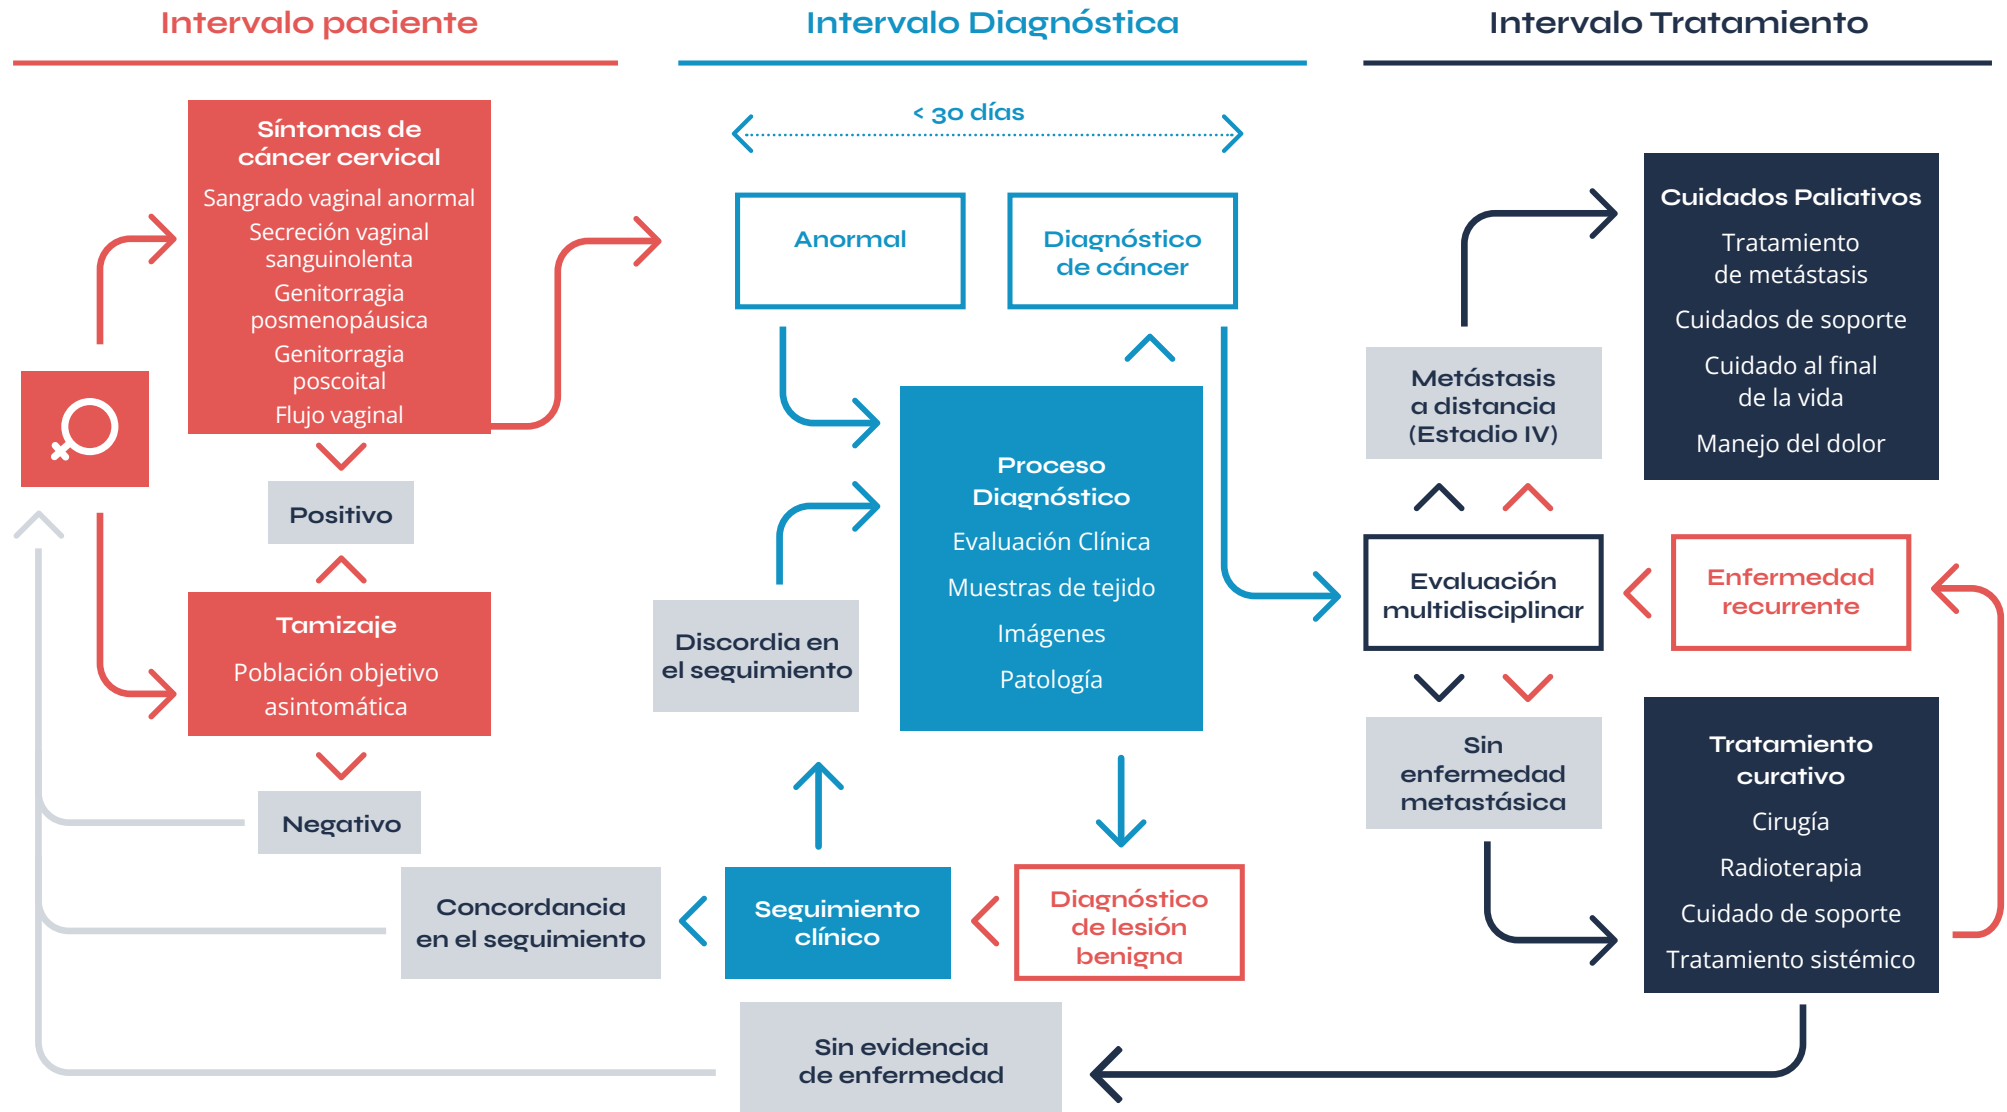 Intervalo paciente
Síntomas de
cáncer cervical
Sangrado vaginal anormal
Secreción vaginal
sanguinolenta
Genitorragia
posmenopáusica
Genitorragia
poscoital
Flujo vaginal
Positivo
Tamizaje
Población objetivo
asintomática
Negativo
Concordancia
en el seguimiento
Intervalo Diagnóstica
< 30 días
Anormal
Diagnóstico
de cáncer
Proceso
Diagnóstico
Evaluación Clínica
Muestras de tejido
Imágenes
Patología
Discordia en
el seguimiento
Seguimiento
clínico
Diagnóstico
de lesión
benigna
Sin evidencia
de enfermedad
Intervalo Tratamiento
Cuidados Paliativos
Tratamiento
de metástasis
Cuidados de soporte
Cuidado al final
de la vida
Manejo del dolor
Metástasis
a distancia
(Estadio IV)
Evaluación
multidisciplinar
Enfermedad
recurrente
Sin
enfermedad
metastásica
Tratamiento
curativo
Cirugía
Radioterapia
Cuidado de soporte
Tratamiento sistémico